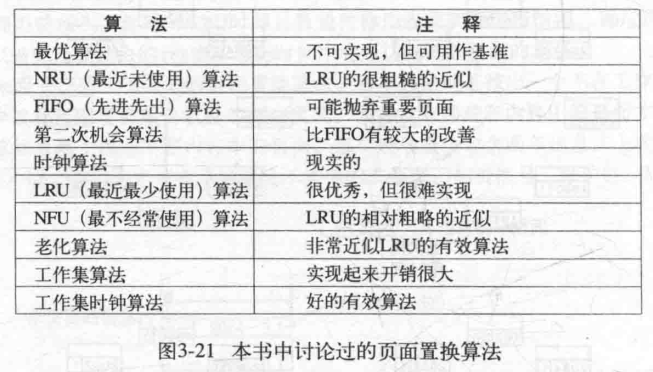 算 法 注 释
最优算法 不可实现，但可用作基准
NRU（最近未使用）算法 LRU的很粗糙的近似
FIFO（先进先出）算法 可能抛弃重要页面
第二次机会算法 比FIFO有较大的改善
时钟算法 现实的
LRU（最近最少使用）算法 很优秀，但很难实现
NFU（最不经常使用）算法 LRU的相对粗略的近似
老化算法 非常近似LRU的有效算法
工作集算法 实现起来开销很大
工作集时钟算法 好的有效算法
图3-21 本书中讨论过的页面置换算法